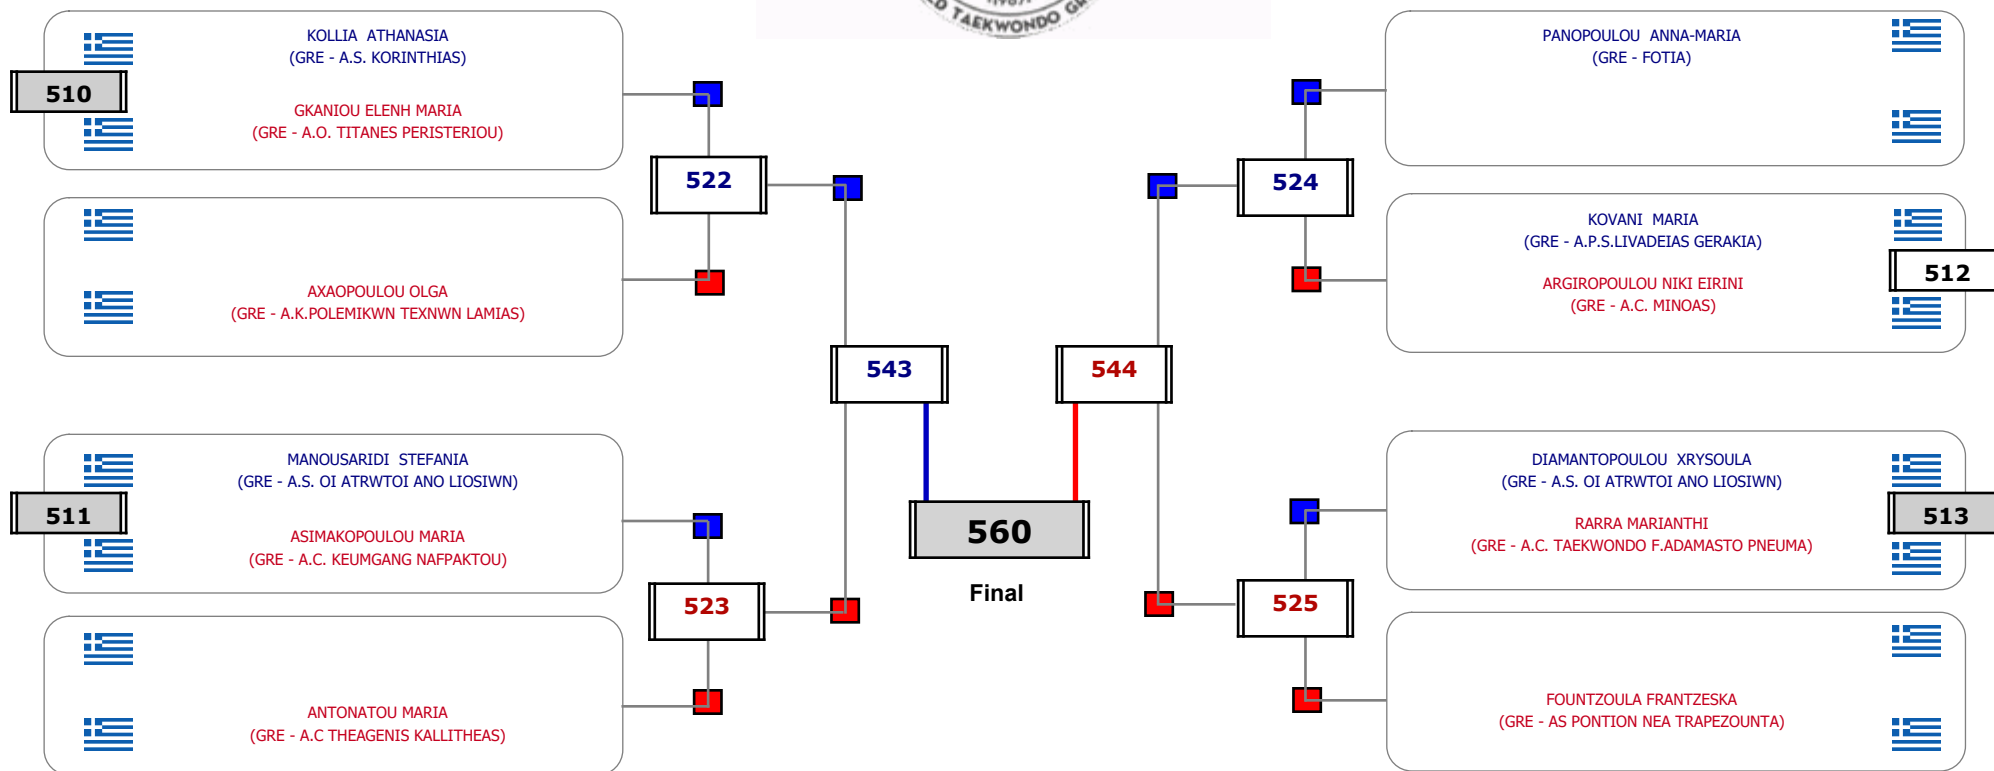 TAEKWONDO
KOLLIA ATHANASIA
(GRE - A.S. KORINTHIAS)
510
GKANIOU ELENH MARIA
(GRE - A.O. TITANES PERISTERIOU)
522
AXAOPOULOU OLGA
(GRE - A.K.POLEMIKWN TEXNWN LAMIAS)
543
MANOUSARIDI STEFANIA
(GRE - A.S. OI ATRWTOI ANO LIOSIWN)
511
ASIMAKOPOULOU MARIA
(GRE - A.C. KEUMGANG NAFPAKTOU)
523
ANTONATOU MARIA
(GRE - A.C THEAGENIS KALLITHEAS)
560
Final
PANOPOULOU ANNA-MARIA
(GRE - FOTIA)
524
KOVANI MARIA
(GRE - A.P.S.LIVADEIAS GERAKIA)
512
ARGIROPOULOU NIKI EIRINI
(GRE - A.C. MINOAS)
544
DIAMANTOPOULOU XRYSOULA
(GRE - A.S. OI ATRWTOI ANO LIOSIWN)
513
RARRA MARIANTHI
(GRE - A.C. TAEKWONDO F.ADAMASTO PNEUMA)
525
FOUNTZOULA FRANTZESKA
(GRE - AS PONTION NEA TRAPEZOUNTA)